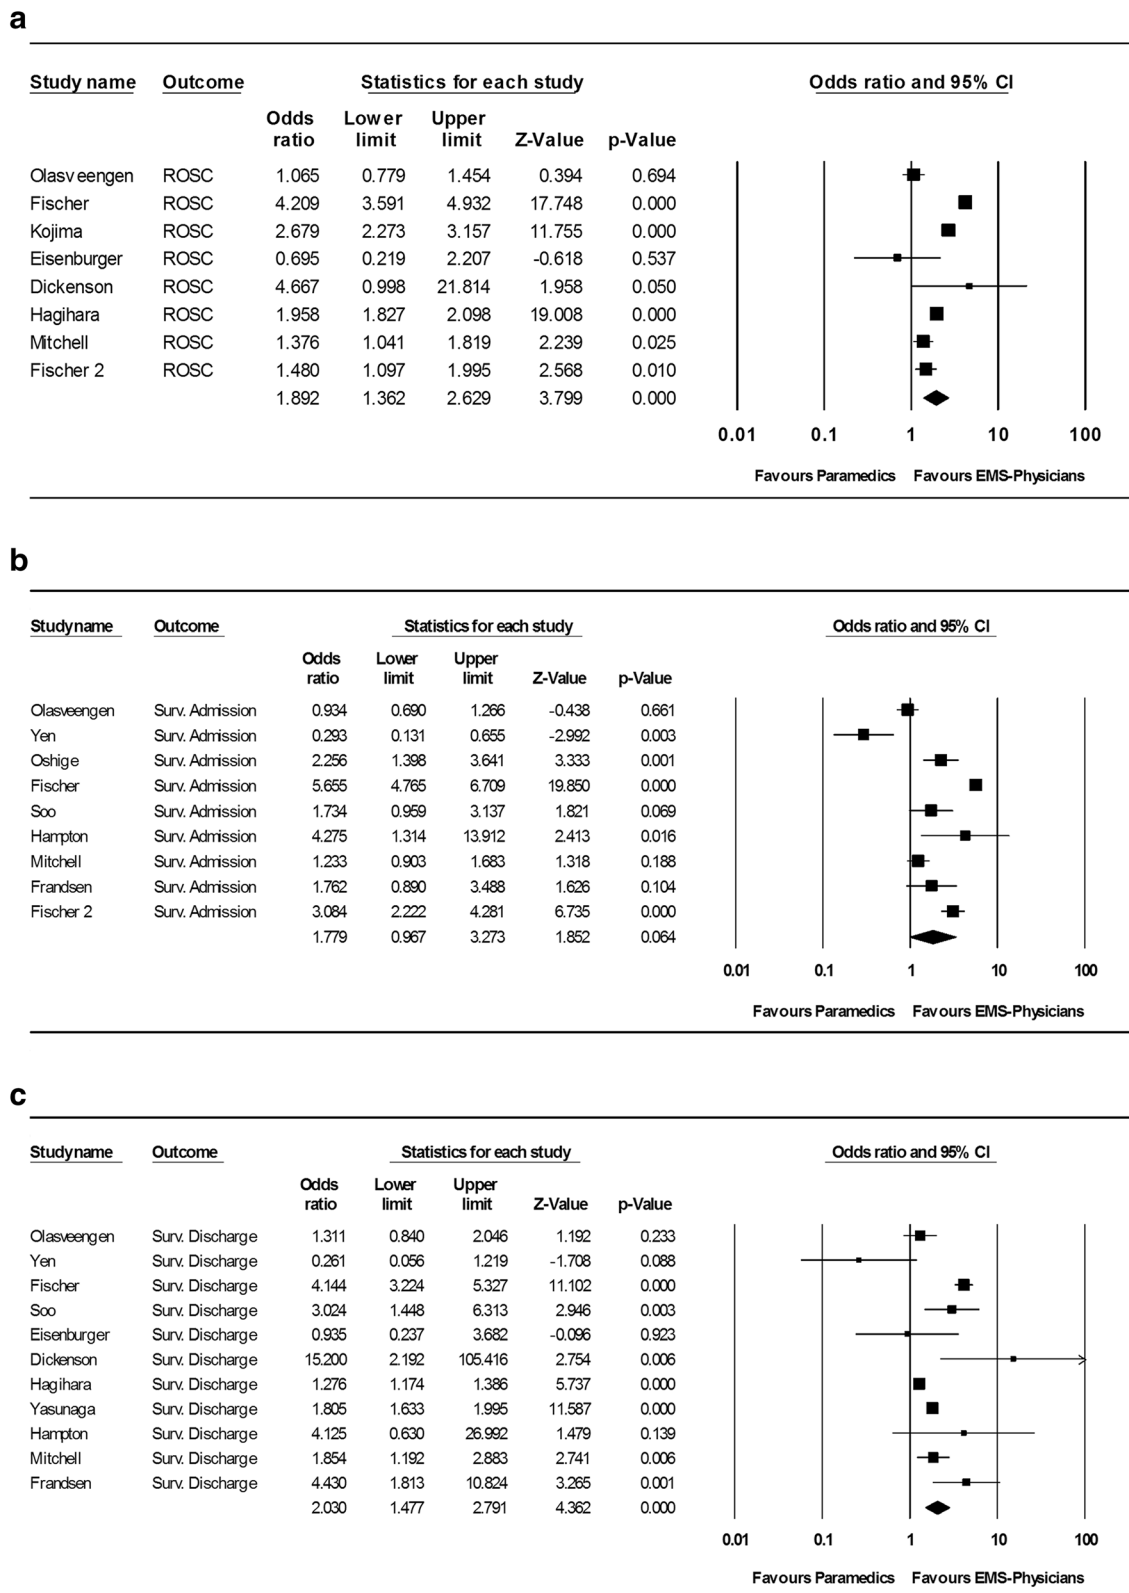 a
Study name Outcome Statistics for each study Odds ratio and 95% CI
Odds Lower Upper
ratio limit limit Z-Value p-Value
Olasveengen ROSC 1.065 0.779 1.454 0.394 0.694
Fischer ROSC 4.209 3.591 4.932 17.748 0.000
Kojima ROSC 2.679 2.273 3.157 11.755 0.000
Eisenburger ROSC 0.695 0.219 2.207 -0.618 0.537
Dickenson ROSC 4.667 0.998 21.814 1.958 0.050
Hagihara ROSC 1.958 1.827 2.098 19.008 0.000
Mitchell ROSC 1.376 1.041 1.819 2.239 0.025
Fischer 2 ROSC 1.480 1.097 1.995 2.568 0.010
1.892 1.362 2.629 3.799 0.000
0.01 0.1 1 10 100
Favours Paramedics Favours EMS-Physicians
b
Studyname Outcome Statistics for each study Odds ratio and 95% CI
Odds Lower Upper
ratio limit limit Z-Value p-Value
Olasveengen Surv. Admission 0.934 0.690 1.266 -0.438 0.661
Yen Surv. Admission 0.293 0.131 0.655 -2.992 0.003
Oshige Surv. Admission 2.256 1.398 3.641 3.333 0.001
Fischer Surv. Admission 5.655 4.765 6.709 19.850 0.000
Soo Surv. Admission 1.734 0.959 3.137 1.821 0.069
Hampton Surv. Admission 4.275 1.314 13.912 2.413 0.016
Mitchell Surv. Admission 1.233 0.903 1.683 1.318 0.188
Frandsen Surv. Admission 1.762 0.890 3.488 1.626 0.104
Fischer 2 Surv. Admission 3.084 2.222 4.281 6.735 0.000
1.779 0.967 3.273 1.852 0.064
0.01 0.1 1 10 100
Favours Paramedics Favours EMS-Physicians
c
Studyname Outcome Statistics for each study Odds ratio and 95% CI
Odds Lower Upper
ratio limit limit Z-Value p-Value
Olasveengen Surv. Discharge 1.311 0.840 2.046 1.192 0.233
Yen Surv. Discharge 0.261 0.056 1.219 -1.708 0.088
Fischer Surv. Discharge 4.144 3.224 5.327 11.102 0.000
Soo Surv. Discharge 3.024 1.448 6.313 2.946 0.003
Eisenburger Surv. Discharge 0.935 0.237 3.682 -0.096 0.923
Dickenson Surv. Discharge 15.200 2.192 105.416 2.754 0.006
Hagihara Surv. Discharge 1.276 1.174 1.386 5.737 0.000
Yasunaga Surv. Discharge 1.805 1.633 1.995 11.587 0.000
Hampton Surv. Discharge 4.125 0.630 26.992 1.479 0.139
Mitchell Surv. Discharge 1.854 1.192 2.883 2.741 0.006
Frandsen Surv. Discharge 4.430 1.813 10.824 3.265 0.001
2.030 1.477 2.791 4.362 0.000
0.01 0.1 1 10 100
Favours Paramedics Favours EMS-Physicians